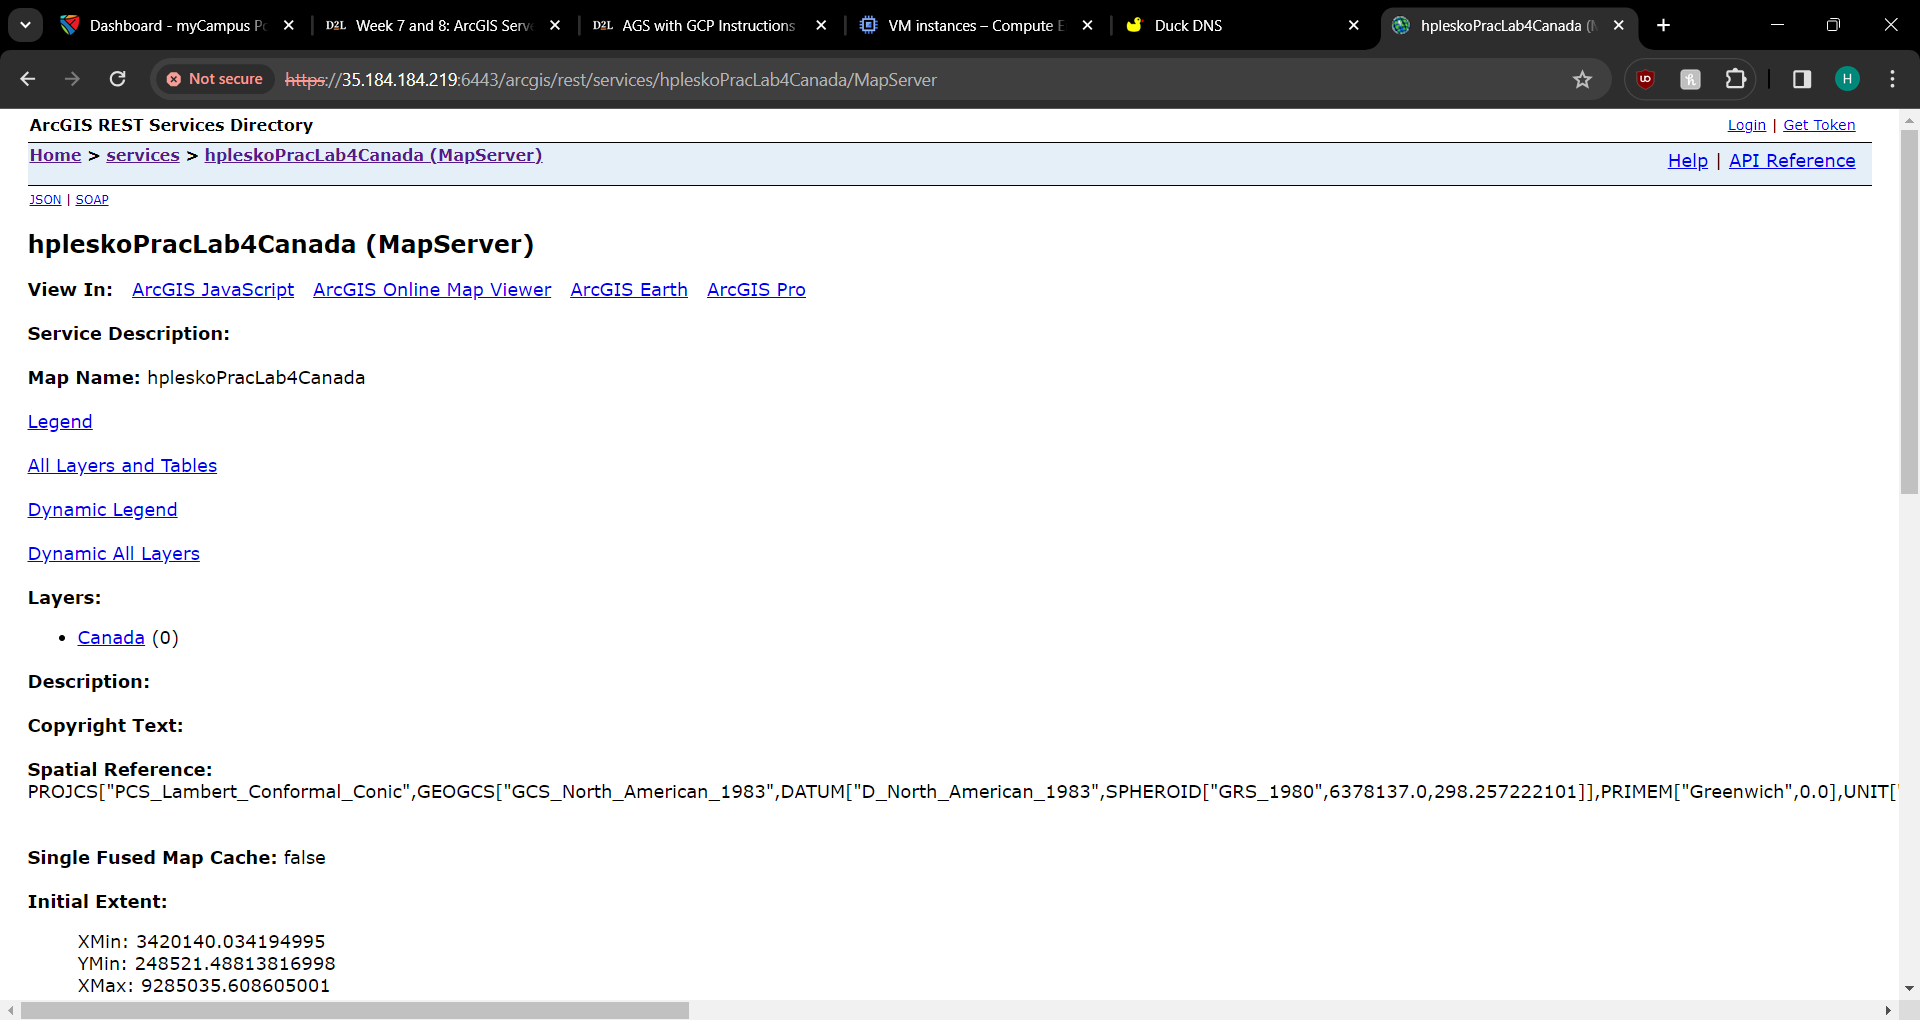 Dashboard - myCampus Po
D2L Week 7 and 8: ArcGIS Serve
D2L AGS with GCP Instructions
VM instances – Compute E
Duck DNS
hpleskoPracLab4Canada (M
Not secure https://35.184.184.219:6443/arcgis/rest/services/hpleskoPracLab4Canada/MapServer
H
ArcGIS REST Services Directory
Login | Get Token
Home > services > hpleskoPracLab4Canada (MapServer)
Help | API Reference
JSON | SOAP
hpleskoPracLab4Canada (MapServer)
View In: ArcGIS JavaScript ArcGIS Online Map Viewer ArcGIS Earth ArcGIS Pro
Service Description:
Map Name: hpleskoPracLab4Canada
Legend
All Layers and Tables
Dynamic Legend
Dynamic All Layers
Layers:
• Canada (0)
Description:
Copyright Text:
Spatial Reference:
PROJCS["PCS_Lambert_Conformal_Conic",GEOGCS["GCS_North_American_1983",DATUM["D_North_American_1983",SPHEROID["GRS_1980",6378137.0,298.257222101]],PRIMEM["Greenwich",0.0],UNIT["
Single Fused Map Cache: false
Initial Extent:
XMin: 3420140.034194995
YMin: 248521.48813816998
XMax: 9285035.608605001